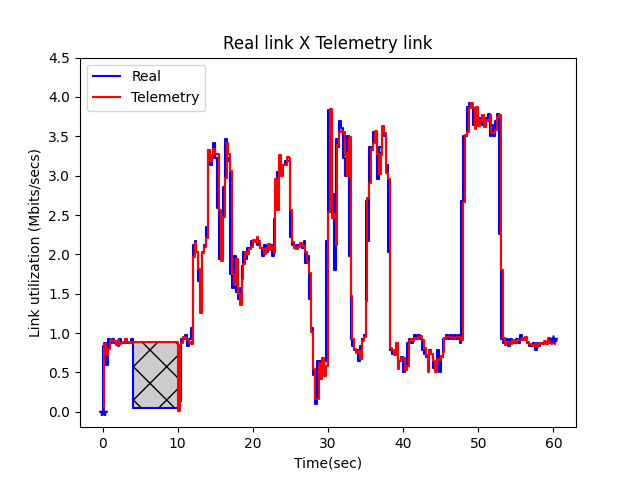 Real link X Telemetry link
Real
Telemetry
Link utilization (Mbits/secs)
4.5
4.0
3.5
3.0
2.5
2.0
1.5
1.0
0.5
0.0
0 10 20 30 40 50 60
Time(sec)